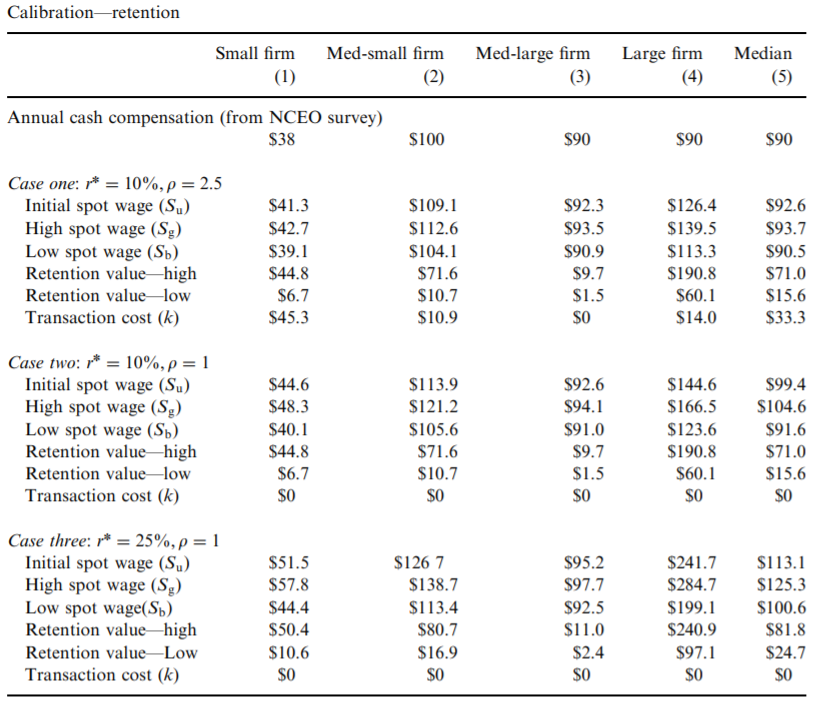 Calibration—retention
Small firm Med-small firm Med-large firm Large firm Median
(1) (2) (3) (4) (5)
Annual cash compensation (from NCEO survey)
$38 $100 $90 $90 $90
Case one: r* = 10%, ρ = 2.5
Initial spot wage (Su) $41.3 $109.1 $92.3 $126.4 $92.6
High spot wage (Sg) $42.7 $112.6 $93.5 $139.5 $93.7
Low spot wage (Sb) $39.1 $104.1 $90.9 $113.3 $90.5
Retention value—high $44.8 $71.6 $9.7 $190.8 $71.0
Retention value—low $6.7 $10.7 $1.5 $60.1 $15.6
Transaction cost (k) $45.3 $10.9 $0 $14.0 $33.3
Case two: r* = 10%, ρ = 1
Initial spot wage (Su) $44.6 $113.9 $92.6 $144.6 $99.4
High spot wage (Sg) $48.3 $121.2 $94.1 $166.5 $104.6
Low spot wage (Sb) $40.1 $105.6 $91.0 $123.6 $91.6
Retention value—high $44.8 $71.6 $9.7 $190.8 $71.0
Retention value—low $6.7 $10.7 $1.5 $60.1 $15.6
Transaction cost (k) $0 $0 $0 $0 $0
Case three: r* = 25%, ρ = 1
Initial spot wage (Su) $51.5 $126 7 $95.2 $241.7 $113.1
High spot wage (Sg) $57.8 $138.7 $97.7 $284.7 $125.3
Low spot wage(Sb) $44.4 $113.4 $92.5 $199.1 $100.6
Retention value—high $50.4 $80.7 $11.0 $240.9 $81.8
Retention value—Low $10.6 $16.9 $2.4 $97.1 $24.7
Transaction cost (k) $0 $0 $0 $0 $0